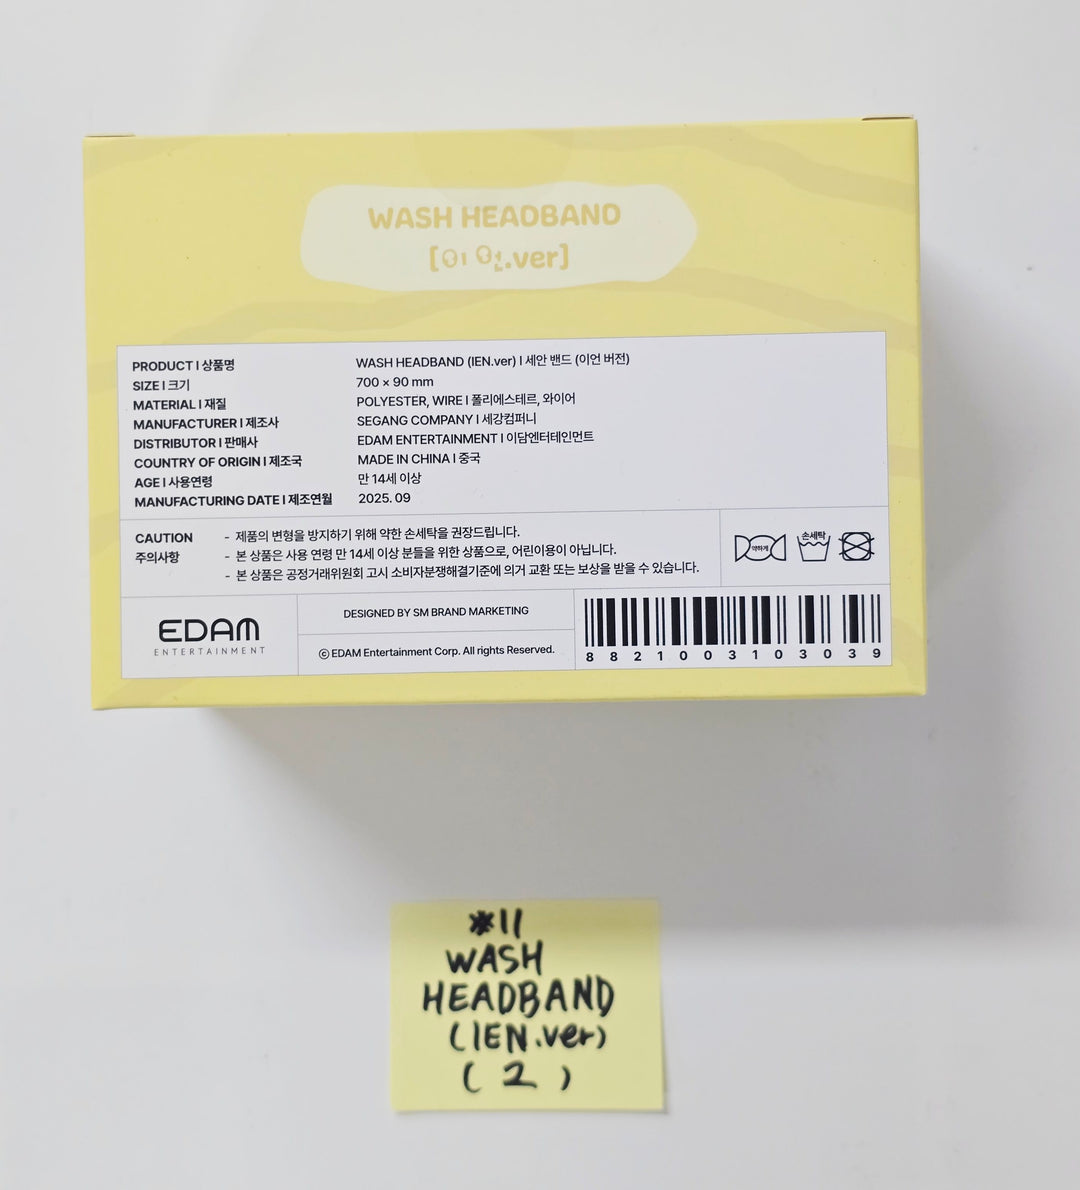 WASH HEADBAND
[이언.ver]
PRODUCT I 상품명 WASH HEADBAND (IEN.ver) I 세안 밴드 (이언 버전)
SIZE I 크기 700 × 90 mm
MATERIAL I 재질 POLYESTER, WIRE I 폴리에스테르, 와이어
MANUFACTURER I 제조사 SEGANG COMPANY I 세강컴퍼니
DISTRIBUTOR I 판매사 EDAM ENTERTAINMENT I 이담엔터테인먼트
COUNTRY OF ORIGIN I 제조국 MADE IN CHINA I 중국
AGE I 사용연령 만 14세 이상
MANUFACTURING DATE I 제조연월 2025. 09
CAUTION - 제품의 변형을 방지하기 위해 약한 손세탁을 권장드립니다.
주의사항 - 본 상품은 사용 연령 만 14세 이상 분들을 위한 상품으로, 어린이용이 아닙니다.
- 본 상품은 공정거래위원회 고시 소비자분쟁해결기준에 의거 교환 또는 보상을 받을 수 있습니다.
약하게 손세탁
EDAM
ENTERTAINMENT
DESIGNED BY SM BRAND MARKETING
ⓒ EDAM Entertainment Corp. All rights Reserved.
8 8 2 1 0 0 3 1 0 3 0 3 9
*11
WASH
HEADBAND
(IEN.ver)
( 2 )